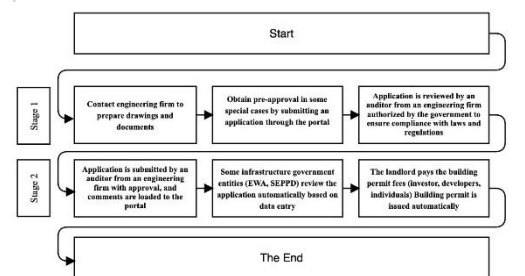 Start
Stage 1
Contact engineering firm to
prepare drawings and
documents
Obtain pre-approval in some
special cases by submitting an
application through the portal
Application is reviewed by an
auditor from an engineering firm
authorized by the government to
ensure compliance with laws and
regulations
Stage 2
Application is submitted by an
auditor from an engineering
firm with approval, and
comments are loaded to the
portal
Some infrastructure government
entities (EWA, SEPPD) review the
application automatically based on
data entry
The landlord pays the building
permit fees (investor, developers,
individuals) Building permit is
issued automatically
The End